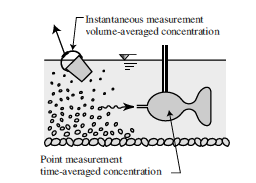 Instantaneous measurement
volume-averaged concentration
Point measurement
time-averaged concentration